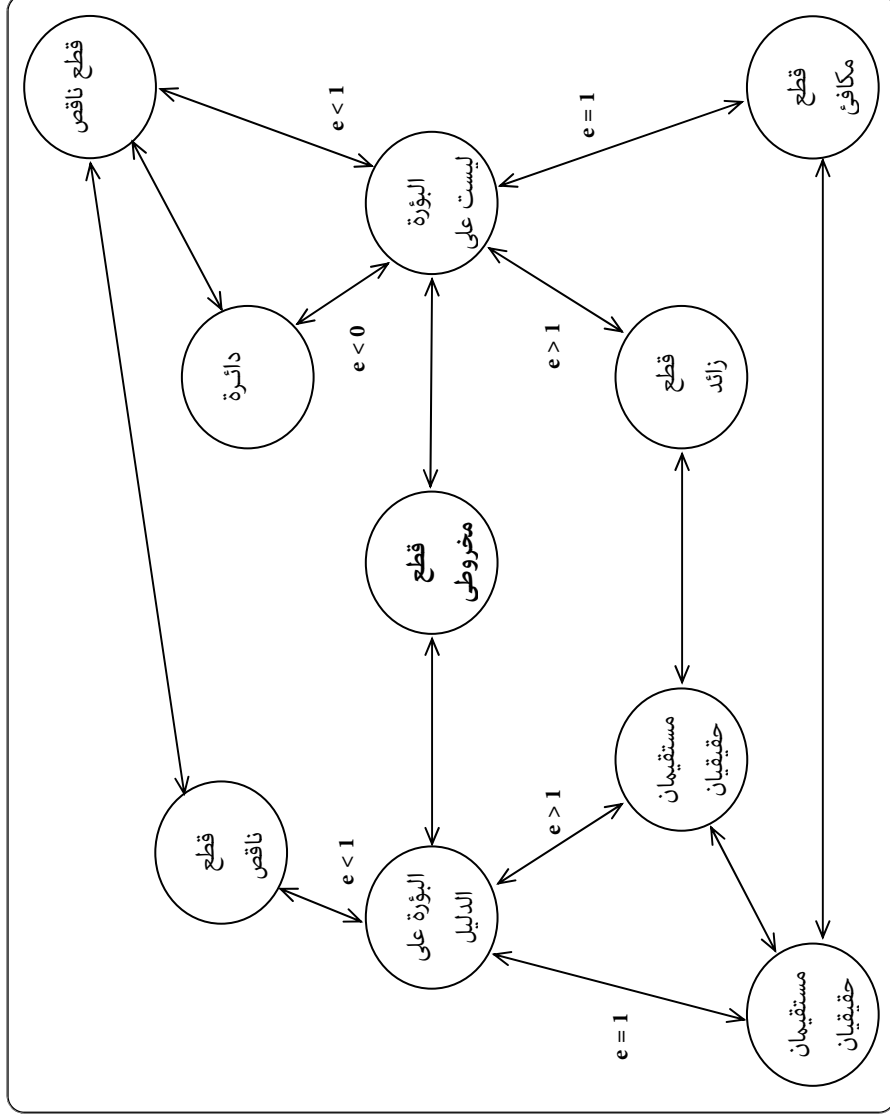 قطع ناقص
e < 1
البؤرة
ليست على
e = 1
قطع
مكافئ
دائرة
e < 0
e > 1
قطع
زائد
قطع
مخروطى
قطع
ناقص
e < 1
البؤرة على
الدليل
e > 1
مستقيمان
حقيقيان
e = 1
مستقيمان
حقيقيان